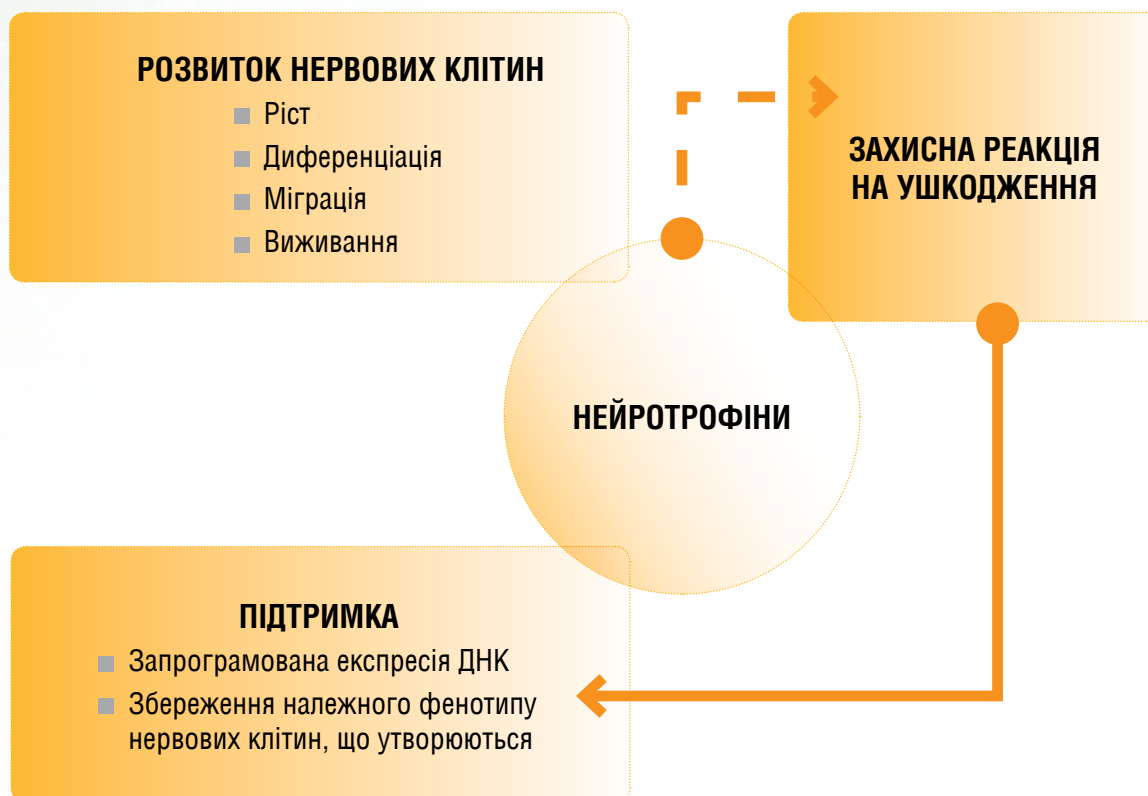 РОЗВИТОК НЕРВОВИХ КЛІТИН
Ріст
Диференціація
Міграція
Виживання
ЗАХИСНА РЕАКЦІЯ
НА УШКОДЖЕННЯ
НЕЙРОТРОФІНИ
ПІДТРИМКА
Запрограмована експресія ДНК
Збереження належного фенотипу
нервових клітин, що утворюються